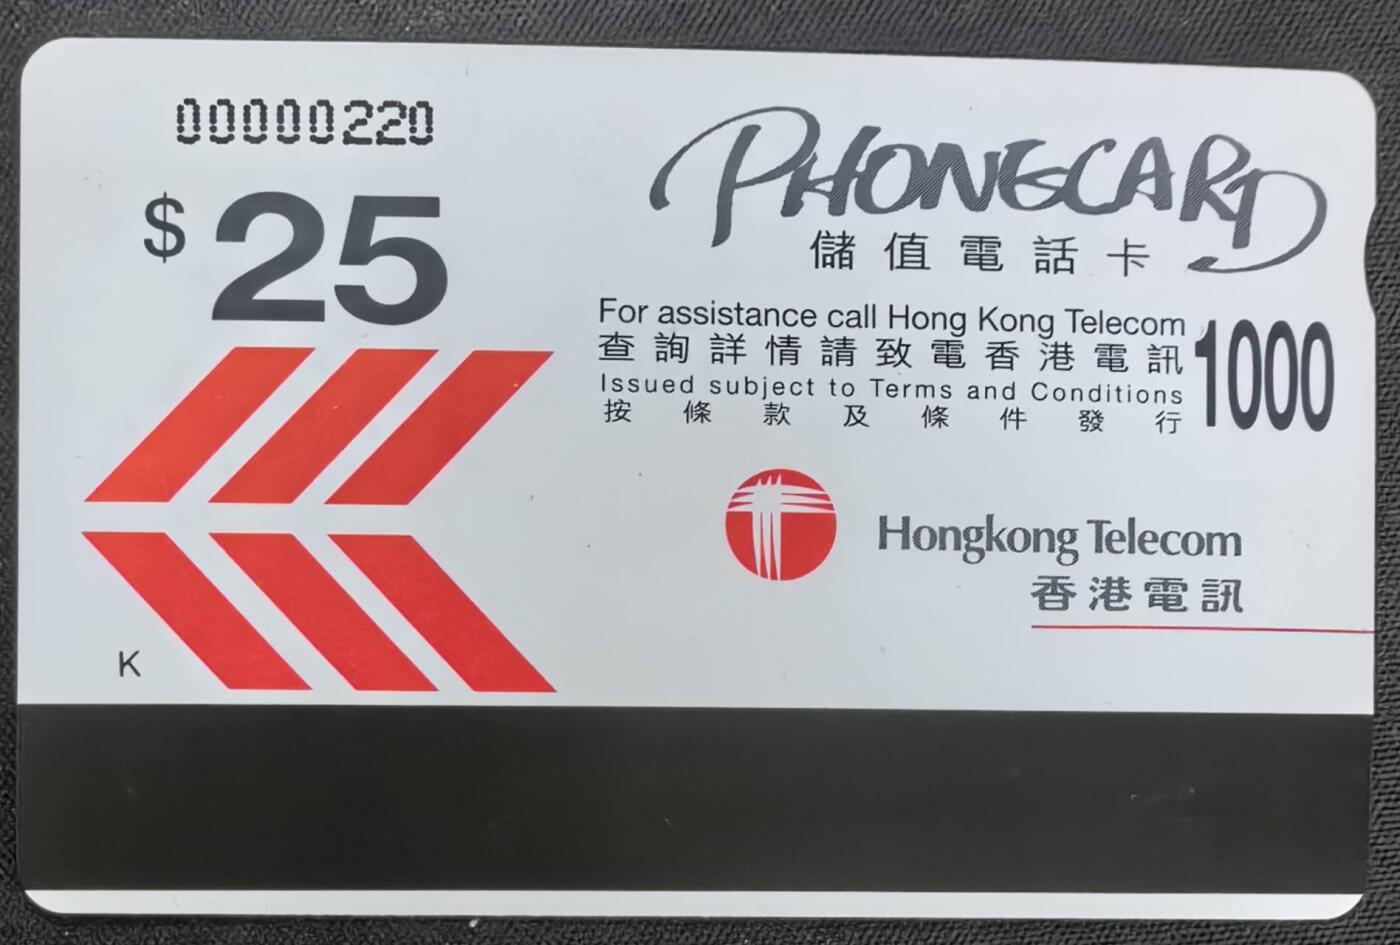 00000220
$25
PHONECARD
儲值電話卡
For assistance call Hong Kong Telecom
查詢詳情請致電香港電訊
1000
Issued subject to Terms and Conditions
按條款及條件發行
Hongkong Telecom
香港電訊
K